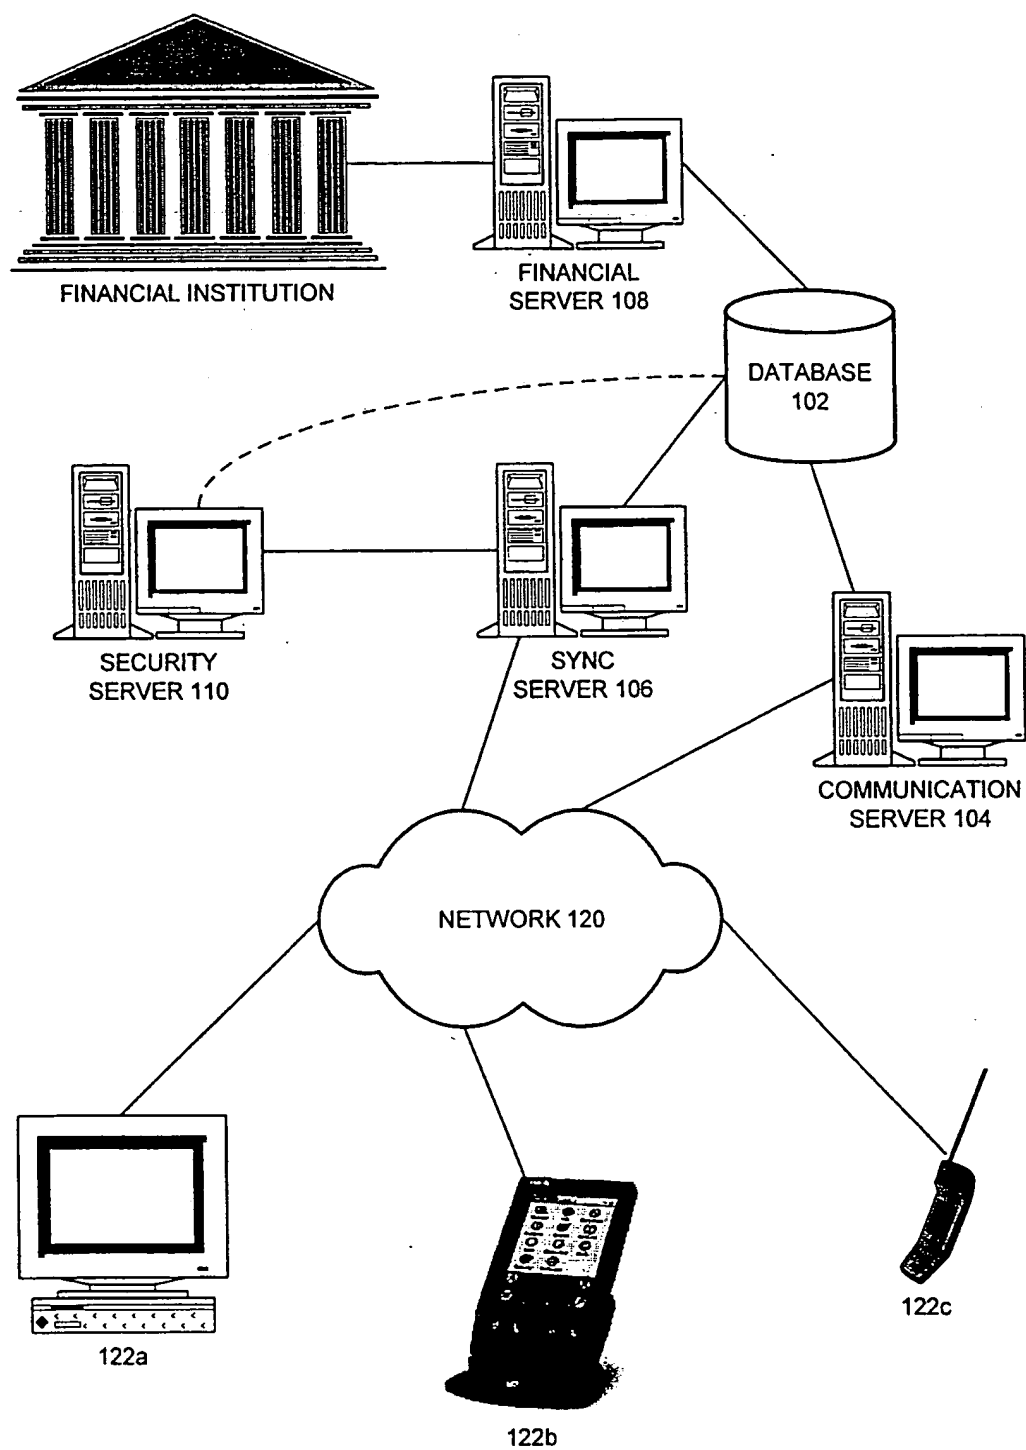 FINANCIAL INSTITUTION
FINANCIAL
SERVER 108
DATABASE
102
SECURITY
SERVER 110
SYNC
SERVER 106
COMMUNICATION
SERVER 104
NETWORK 120
122a
122b
122c